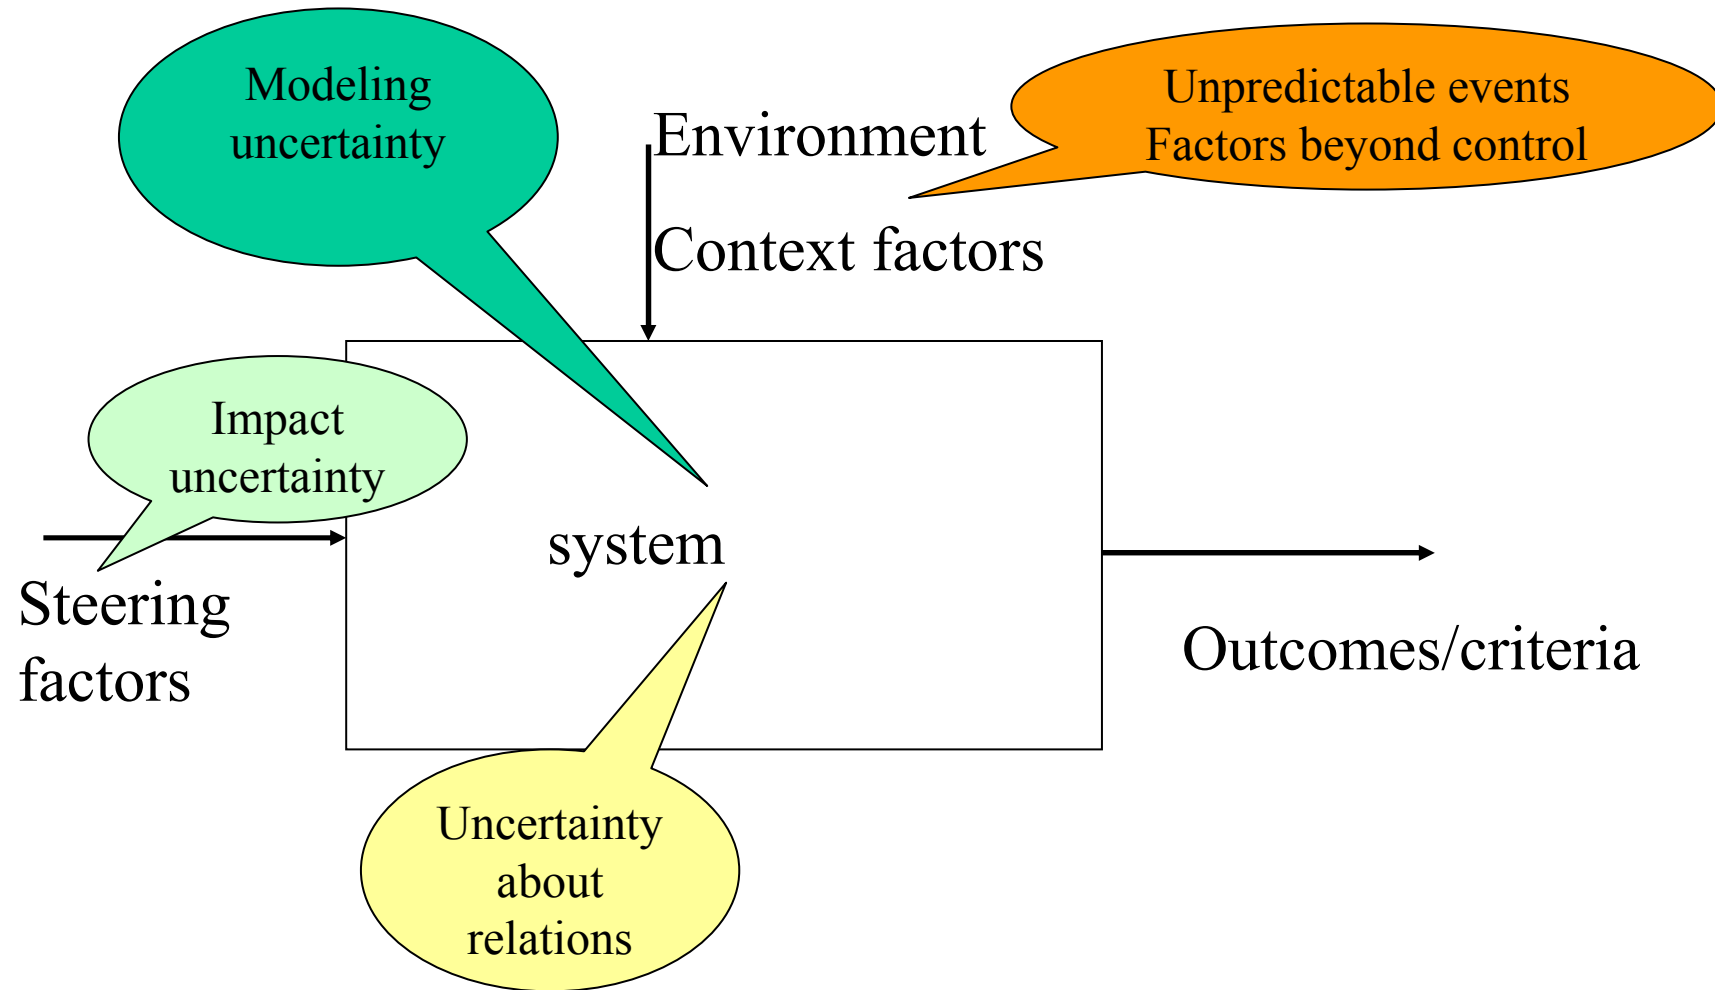 Modeling
uncertainty
Environment
Context factors
Unpredictable events
Factors beyond control
Impact
uncertainty
Steering
factors
system
Outcomes/criteria
Uncertainty
about
relations